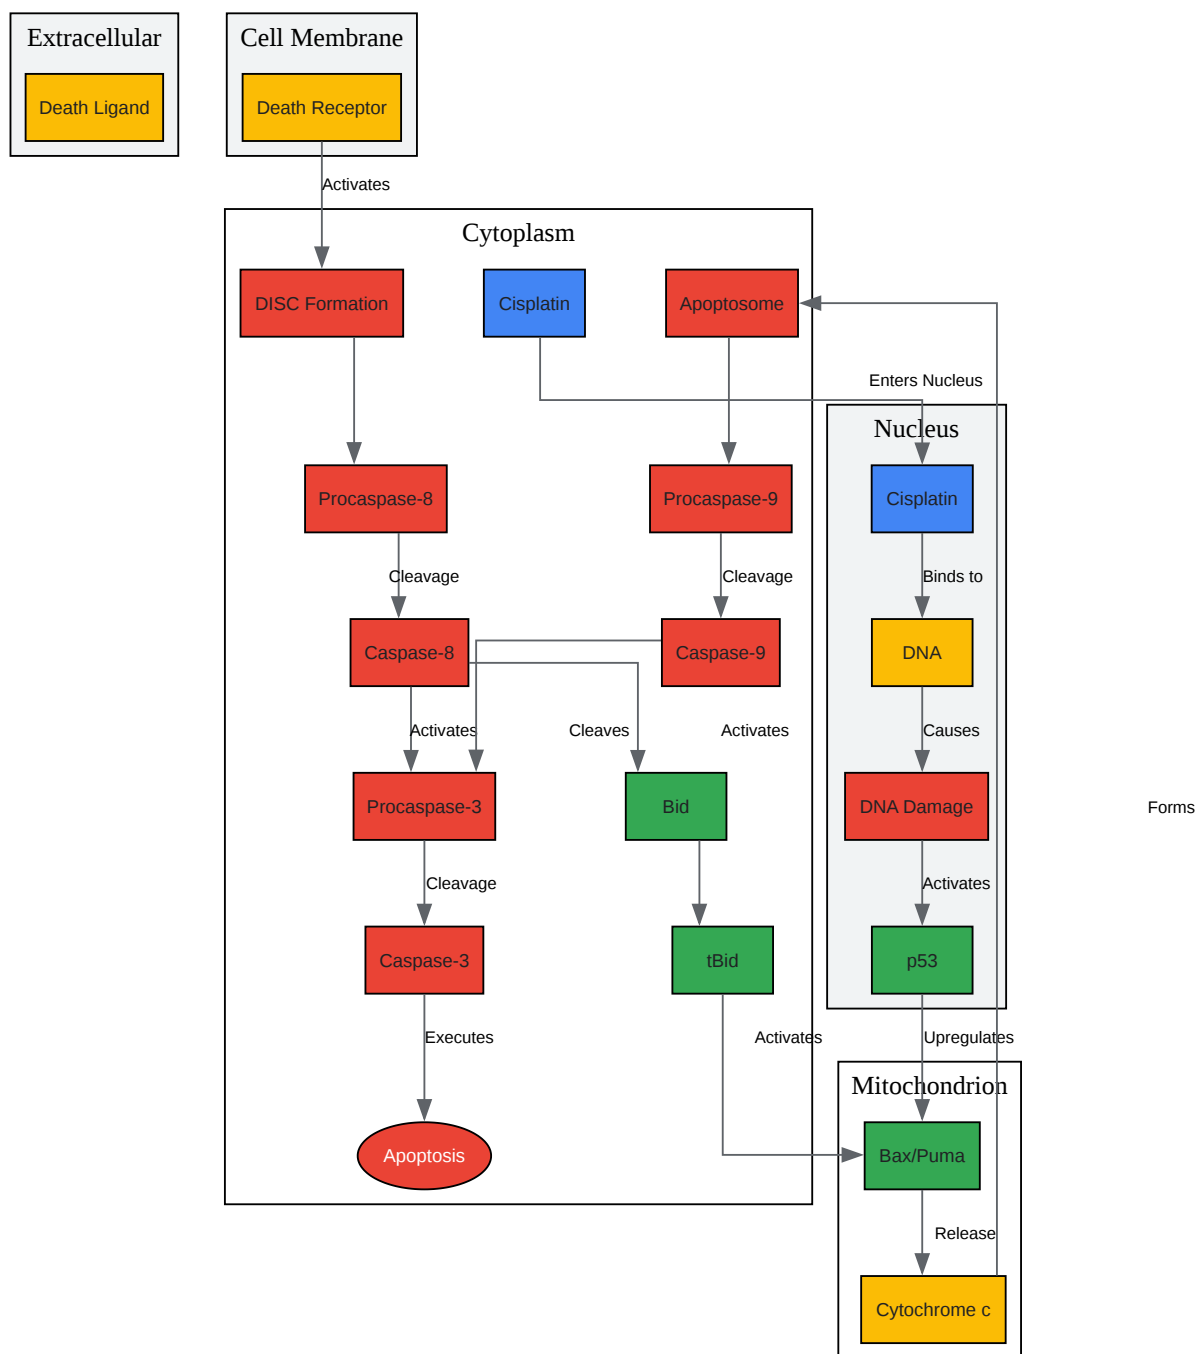 Extracellular
Cell Membrane
Death Ligand
Death Receptor
Activates
Cytoplasm
DISC Formation
Cisplatin
Apoptosome
Enters Nucleus
Nucleus
Procaspase-8
Procaspase-9
Cisplatin
Cleavage
Cleavage
Binds to
Caspase-8
Caspase-9
DNA
Activates
Cleaves
Activates
Causes
Procaspase-3
Bid
DNA Damage
Forms
Cleavage
Activates
Caspase-3
tBid
p53
Executes
Activates
Upregulates
Mitochondrion
Apoptosis
Bax/Puma
Release
Cytochrome c